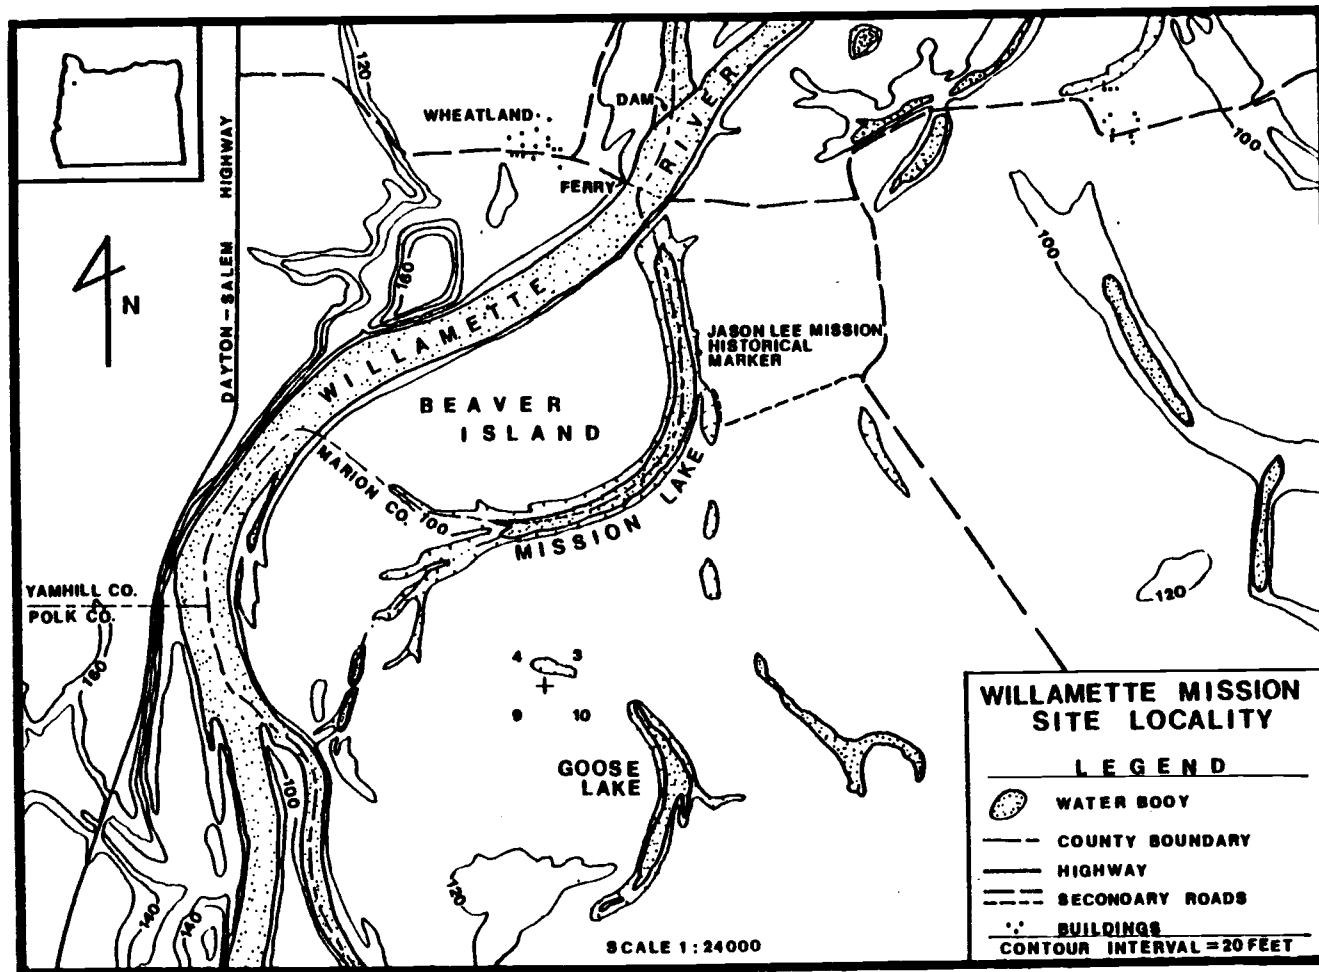 120
DAM
WHEATLAND
RIVER
100
FERRY
DAYTON-SALEM HIGHWAY
160
100
N
WILLAMETTE
JASON LEE MISSION
HISTORICAL
MARKER
BEAVER
ISLAND
MARION CO.
100
MISSION LAKE
YAMHILL CO.
POLK CO.
120
160
4 3
9 10
GOOSE
LAKE
100
120
140
140
SCALE 1:24000
WILLAMETTE MISSION
SITE LOCALITY
LEGEND
WATER BODY
COUNTY BOUNDARY
HIGHWAY
SECONDARY ROADS
BUILDINGS
CONTOUR INTERVAL = 20 FEET